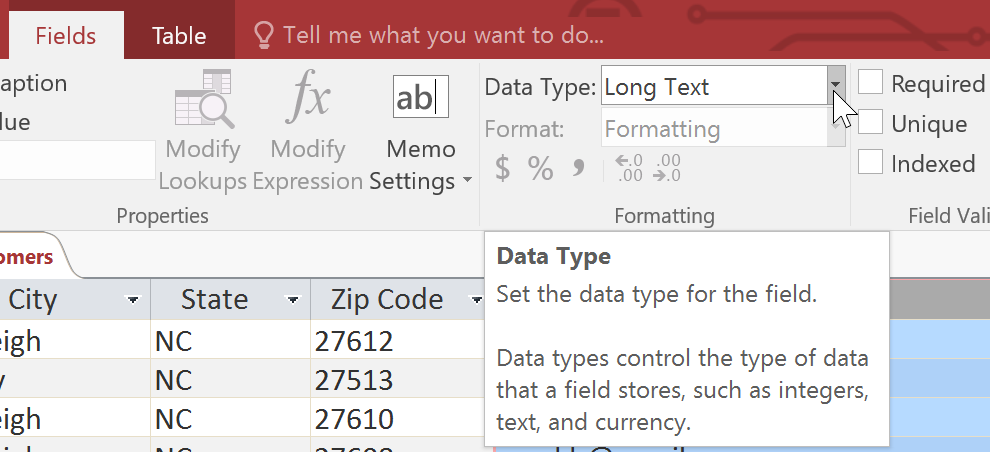 Fields Table Tell me what you want to do...
aption Modify Lookups Modify Expression ab Memo Settings Data Type: Long Text Required
lue Format: Formatting Unique
$ % , ←.0 .00 .00 →.0 Indexed
Properties Formatting Field Vali
omers
City State Zip Code
eigh NC 27612
y NC 27513
eigh NC 27610
NC
Data Type
Set the data type for the field.
Data types control the type of data
that a field stores, such as integers,
text, and currency.